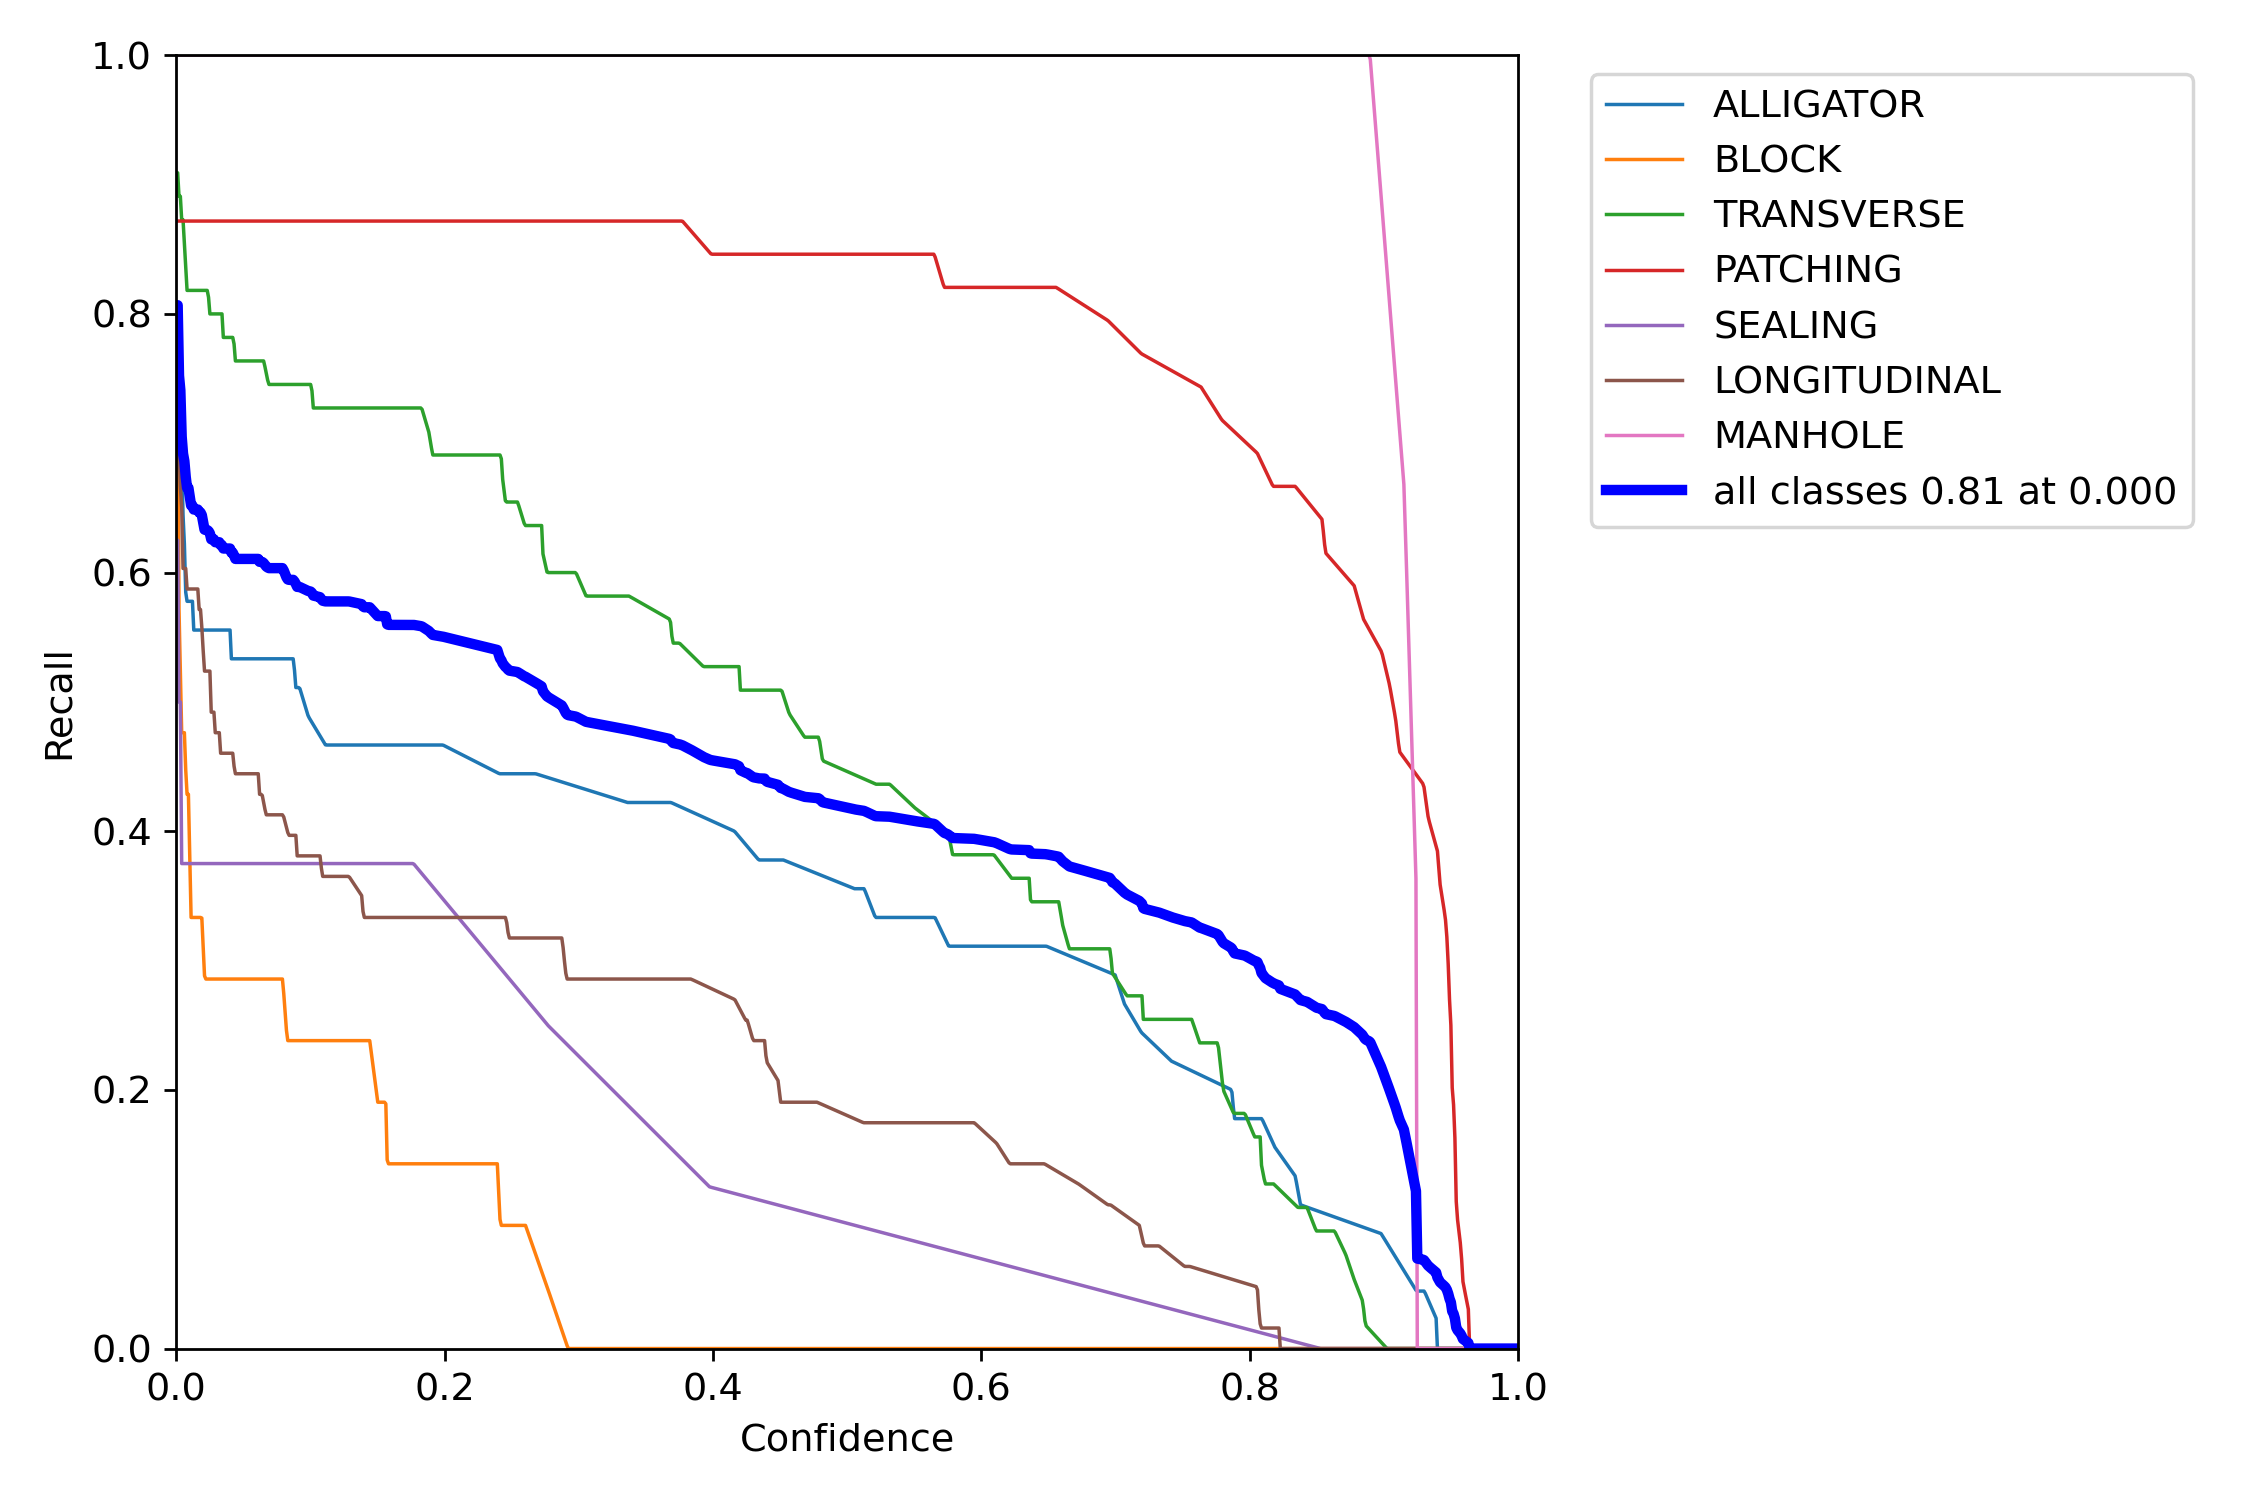 1.0
0.8
0.6
0.4
0.2
0.0
0.0 0.2 0.4 0.6 0.8 1.0
Recall
Confidence
ALLIGATOR
BLOCK
TRANSVERSE
PATCHING
SEALING
LONGITUDINAL
MANHOLE
all classes 0.81 at 0.000